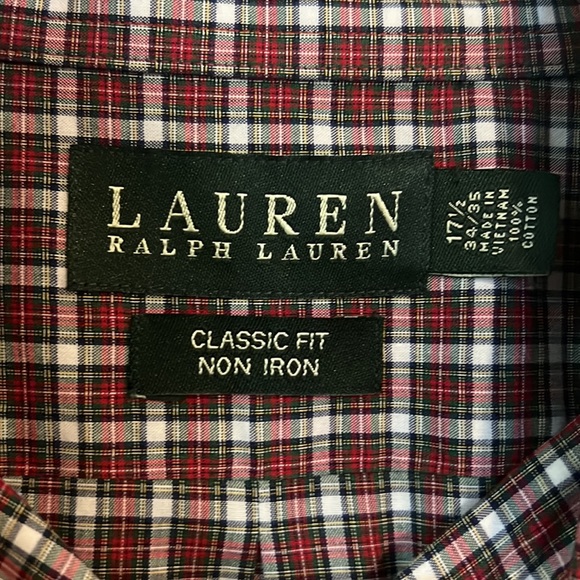 LAUREN
RALPH LAUREN
17½
34/35
MADE IN
VIETNAM
100%
COTTON
CLASSIC FIT
NON IRON